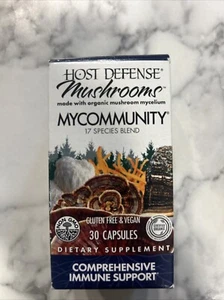 HOST DEFENSE®
Mushrooms™
made with organic mushroom mycelium
MYCOMMUNITY®
17 SPECIES BLEND
GLUTEN FREE & VEGAN
30 CAPSULES
DIETARY SUPPLEMENT
COMPREHENSIVE
IMMUNE SUPPORT